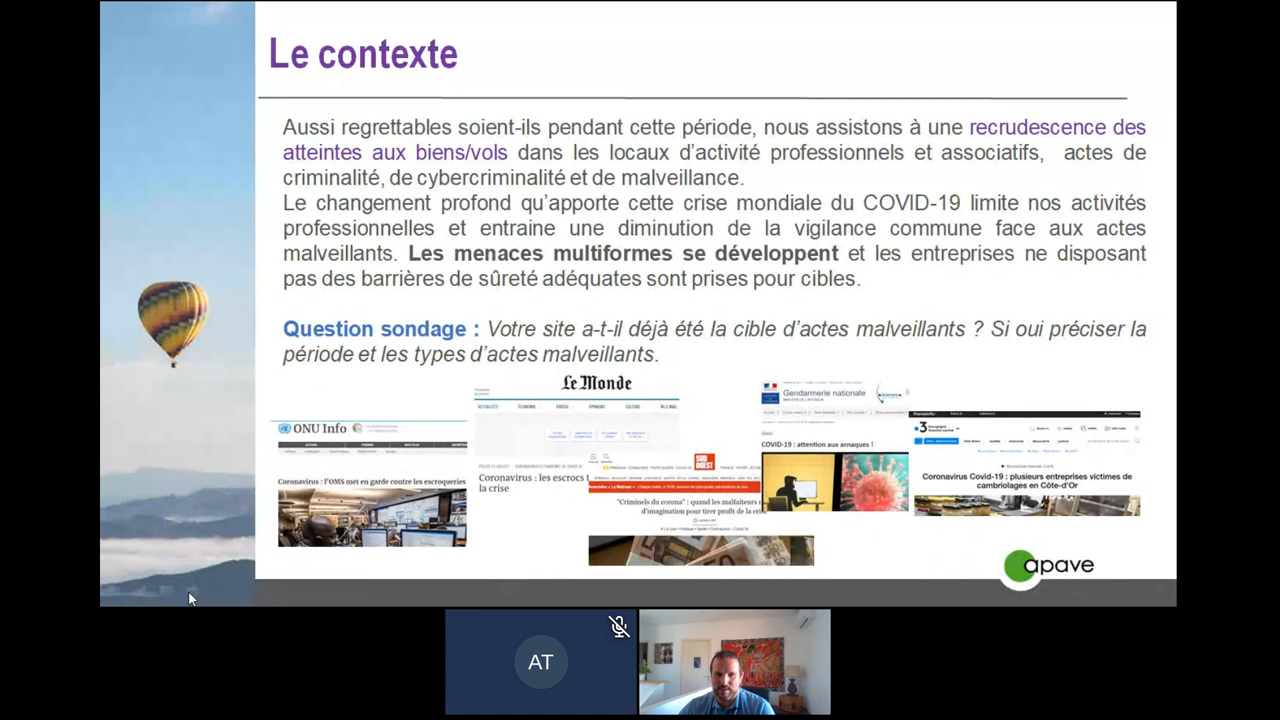 Le contexte
Aussi regrettables soient-ils pendant cette période, nous assistons à une recrudescence des
atteintes aux biens/vols dans les locaux d'activité professionnels et associatifs, actes de
criminalité, de cybercriminalité et de malveillance.
Le changement profond qu'apporte cette crise mondiale du COVID-19 limite nos activités
professionnelles et entraine une diminution de la vigilance commune face aux actes
malveillants. Les menaces multiformes se développent et les entreprises ne disposant
pas des barrières de sûreté adéquates sont prises pour cibles.
Question sondage : Votre site a-t-il déjà été la cible d'actes malveillants ? Si oui préciser la
période et les types d'actes malveillants.
ONU Info
Coronavirus : l'OMS met en garde contre les escroqueries
Le Monde
Coronavirus : les escrocs
la crise
SUD OUEST
"Criminels du corona" : quand les malfaiteurs
d'imagination pour tirer profit de la cris
Gendarmerie nationale
COVID-19 : attention aux arnaques !
3 bourgogne
franche-comté
Coronavirus Covid-19 : plusieurs entreprises victimes de
cambriolages en Côte-d'Or
apave
AT